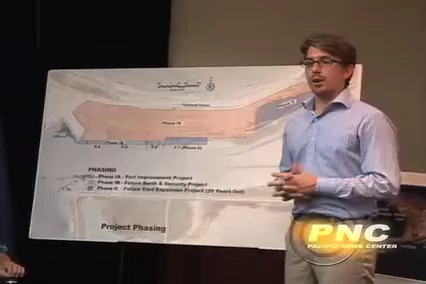 Phase IB
PHASING
Phase IA - Port Improvement Project
Phase IB - Future Berth & Security Project
Phase II - Future Yard Expansion Project (20 Years Out)
Project Phasing
PNC
PACIFIC NEWS CENTER